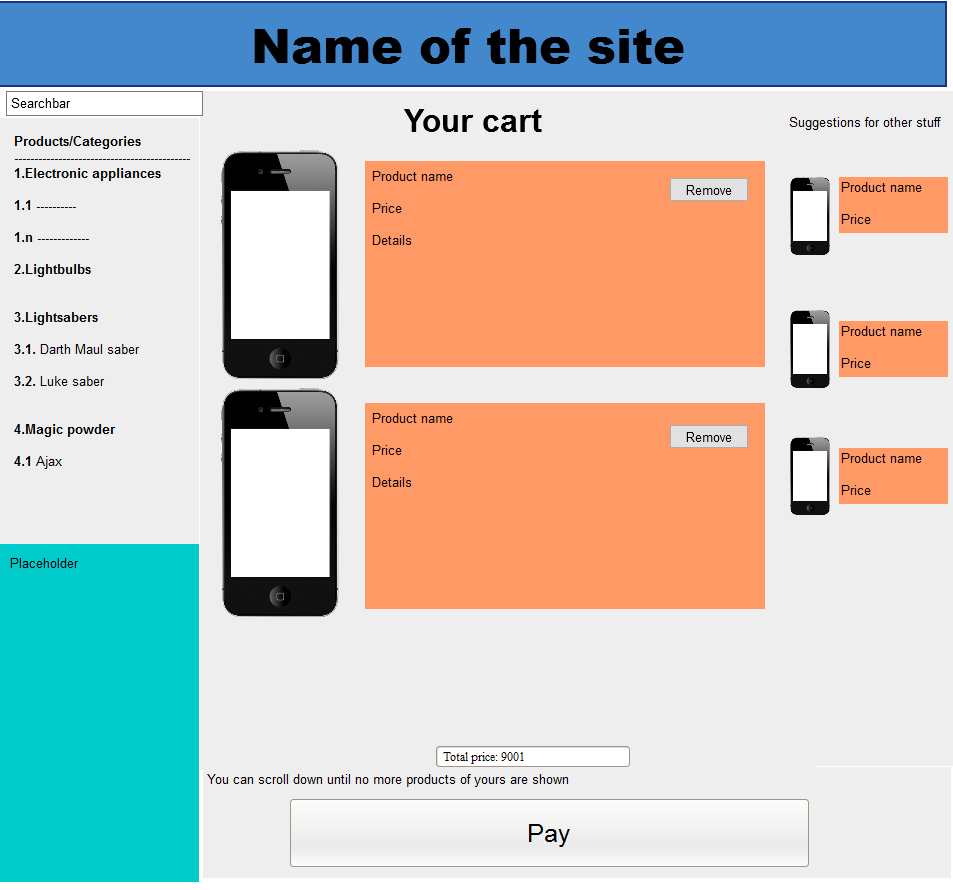 Name of the site
Searchbar
Products/Categories
--------------------------------------------
1.Electronic appliances
1.1 ----------
1.n -------------
2.Lightbulbs
3.Lightsabers
3.1. Darth Maul saber
3.2. Luke saber
4.Magic powder
4.1 Ajax
Placeholder
Your cart
Product name
Remove
Price
Details
Product name
Remove
Price
Details
Total price: 9001
You can scroll down until no more products of yours are shown
Pay
Suggestions for other stuff
Product name
Price
Product name
Price
Product name
Price